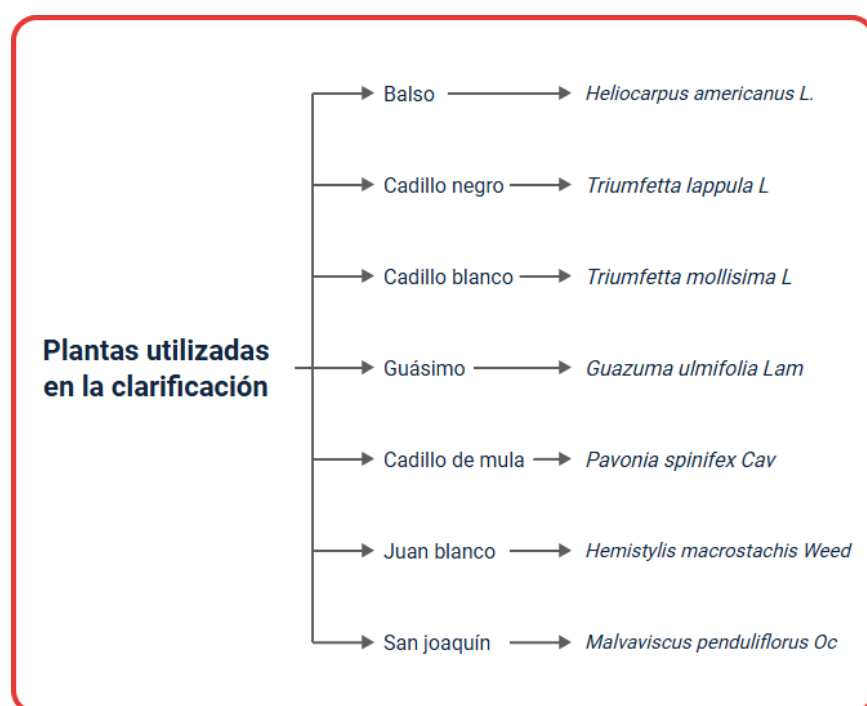 Balso Heliocarpus americanus L.
Cadillo negro Triumfetta lappula L
Cadillo blanco Triumfetta mollisima L
Plantas utilizadas
en la clarificación
Guásimo Guazuma ulmifolia Lam
Cadillo de mula Pavonia spinifex Cav
Juan blanco Hemistylis macrostachis Weed
San joaquín Malvaviscus penduliflorus Oc